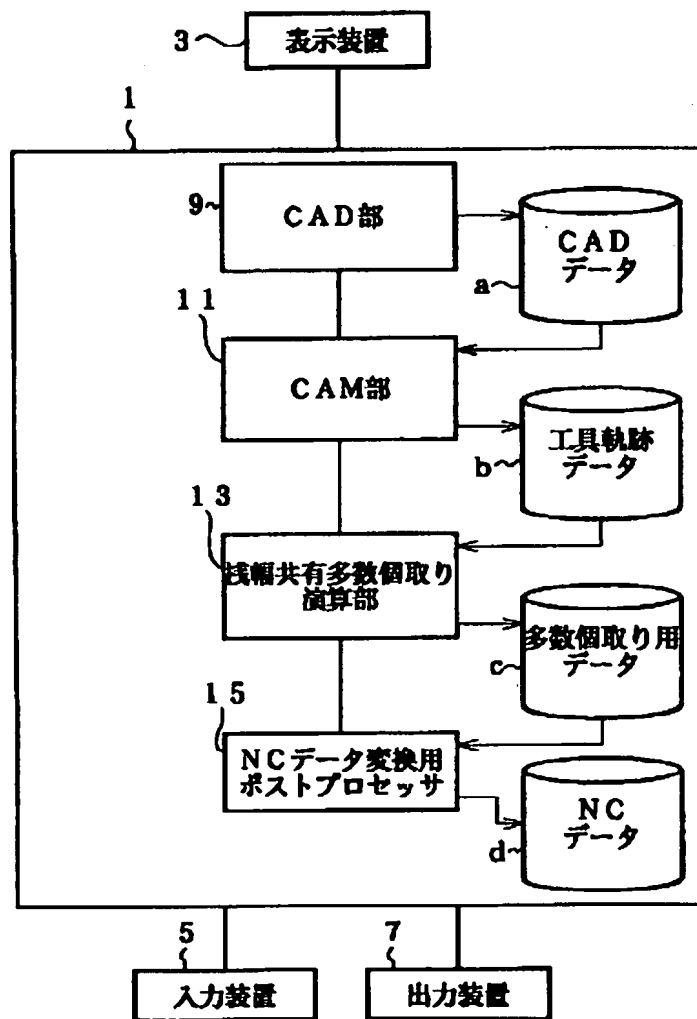 3 表示装置
1
9 CAD部
CAD
データ
a
11
CAM部
工具軌跡
データ
b
13
桟幅共有多数個取り
演算部
多数個取り用
データ
c
15
NCデータ変換用
ポストプロセッサ
NC
データ
d
5
入力装置
7
出力装置